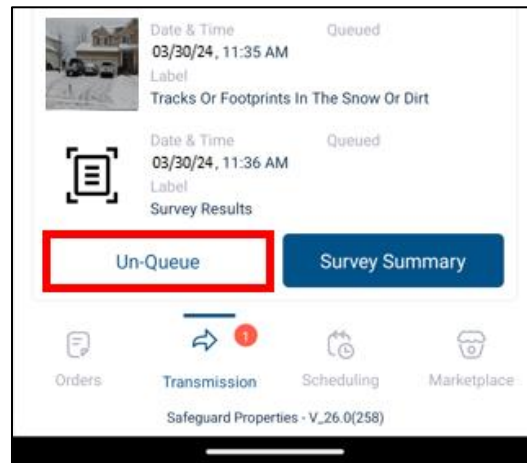 Date & Time Queued
03/30/24, 11:35 AM
Label
Tracks Or Footprints In The Snow Or Dirt
Date & Time Queued
03/30/24, 11:36 AM
Label
Survey Results
Un-Queue Survey Summary
1
Orders Transmission Scheduling Marketplace
Safeguard Properties - V_26.0(258)